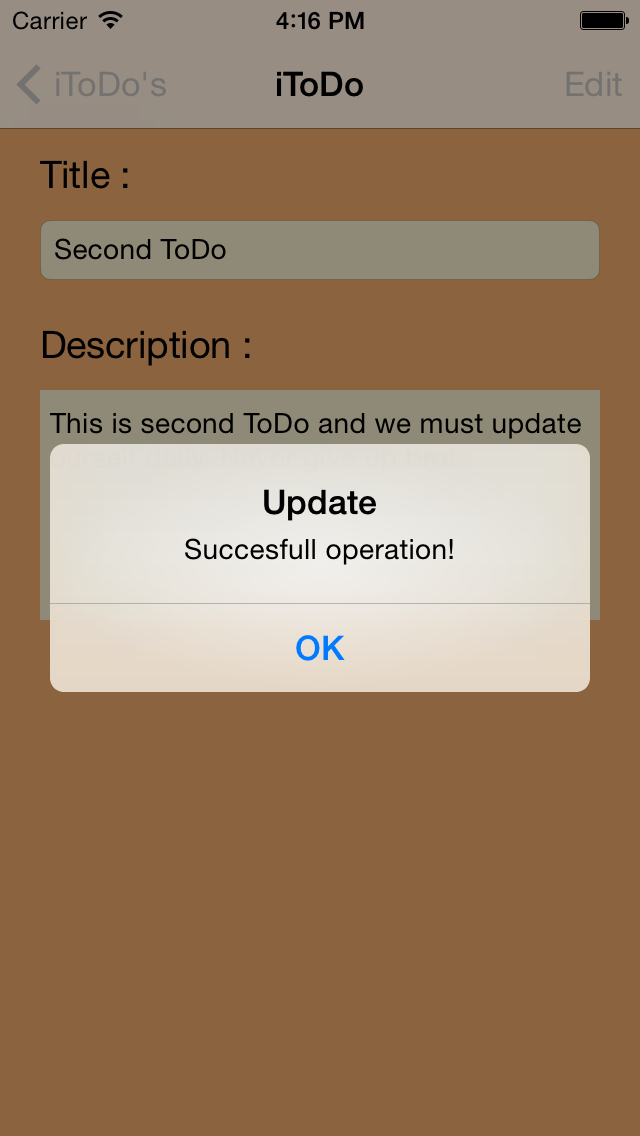 Carrier 4:16 PM
iToDo's iToDo Edit
Title :
Second ToDo
Description :
This is second ToDo and we must update
Update
Succesfull operation!
OK